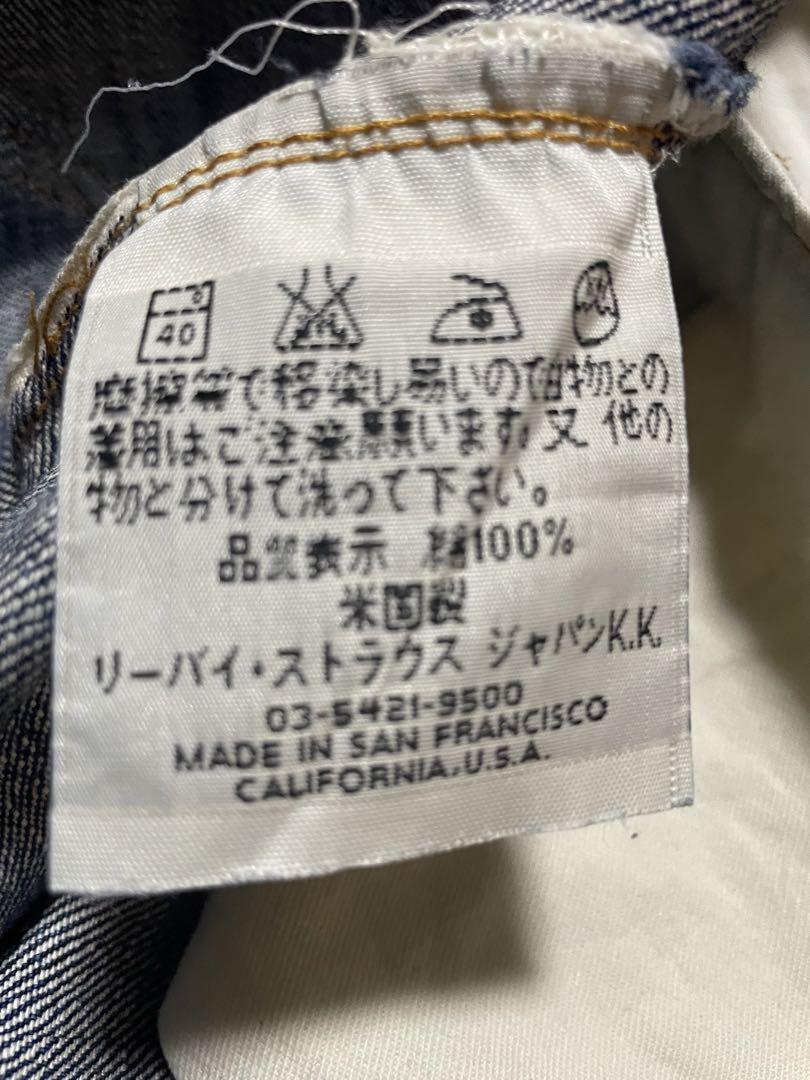 40
摩擦等で移染し易いので白物との
着用はご注意願います又 他の
物と分けて洗って下さい。
品質表示 綿100%
米国製
リーバイ・ストラウス ジャパンK.K.
03-5421-9500
MADE IN SAN FRANCISCO
CALIFORNIA,U.S.A.